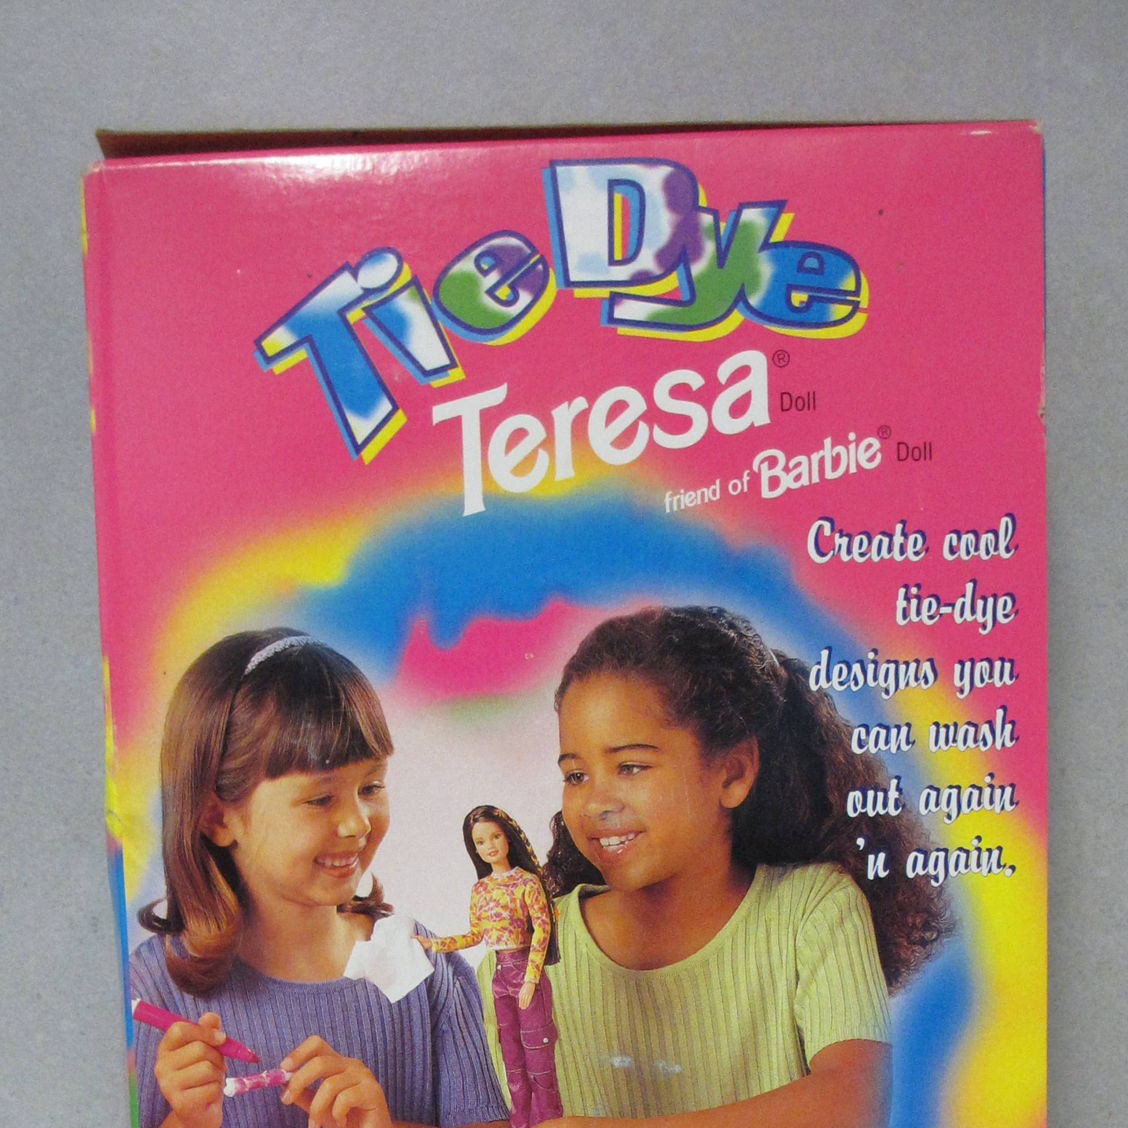 Tie Dye
Teresa® Doll
friend of Barbie® Doll
Create cool
tie-dye
designs you
can wash
out again
'n again.